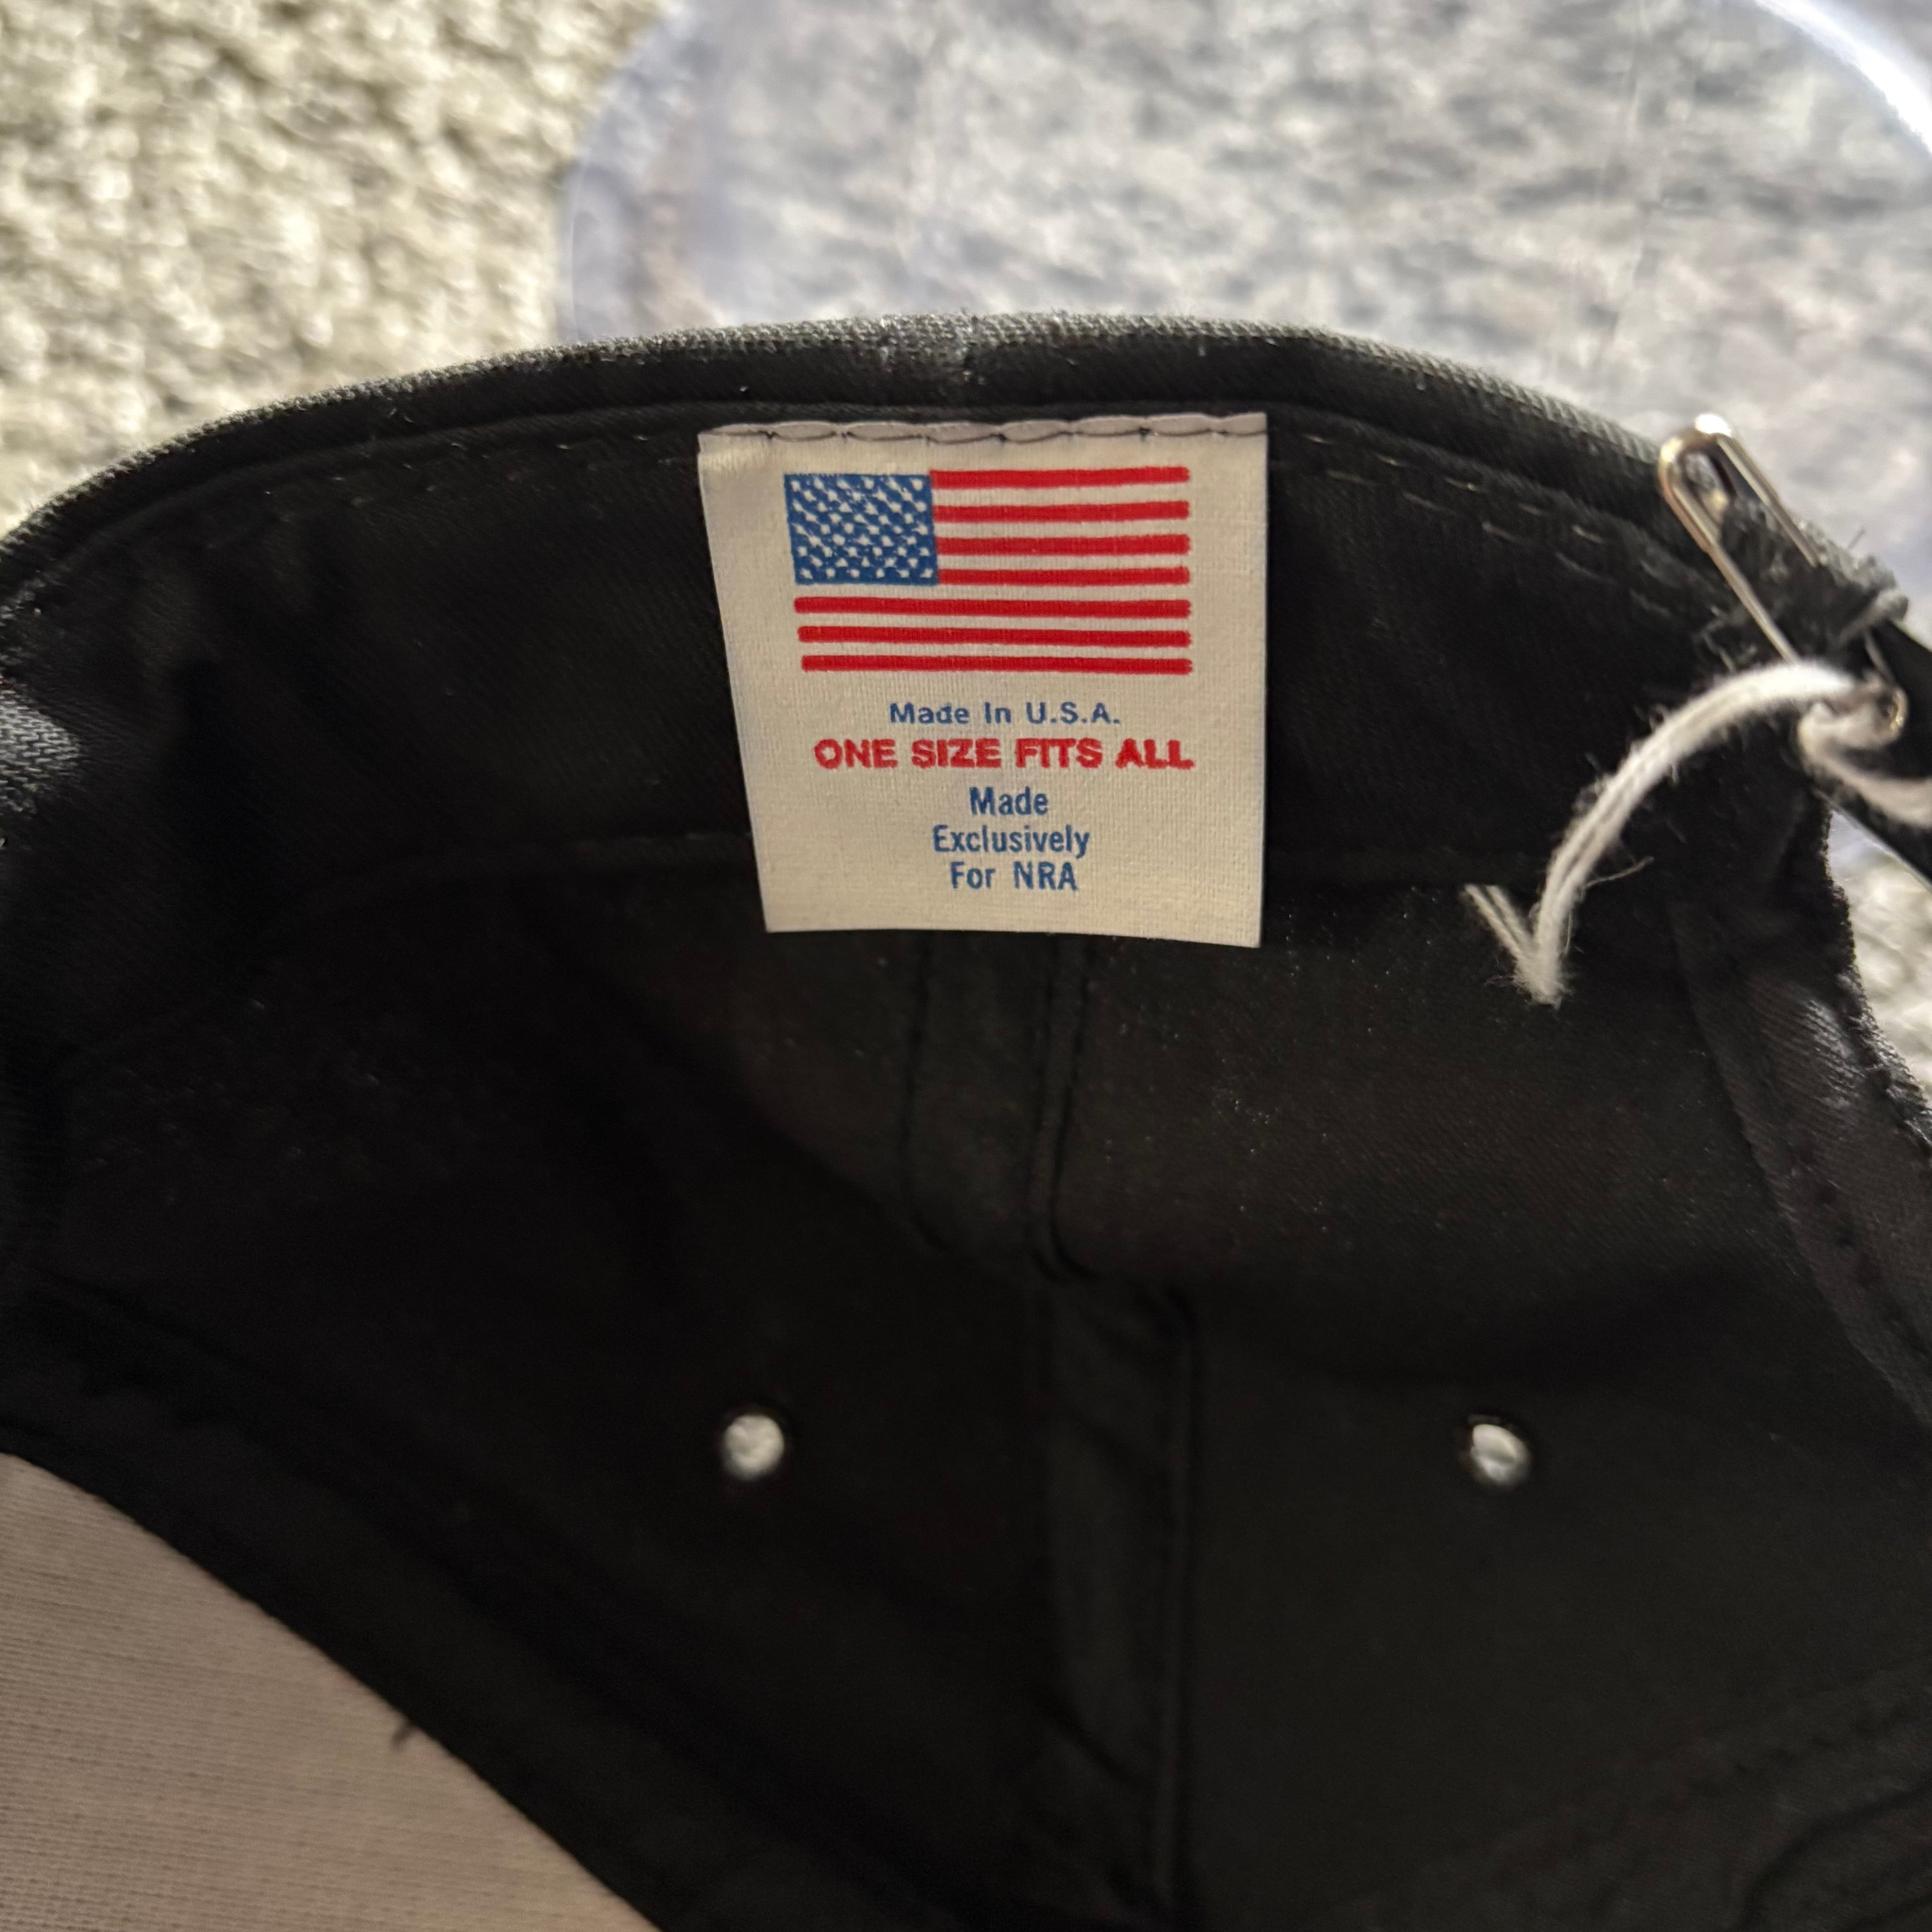 Made In U.S.A.
ONE SIZE FITS ALL
Made
Exclusively
For NRA